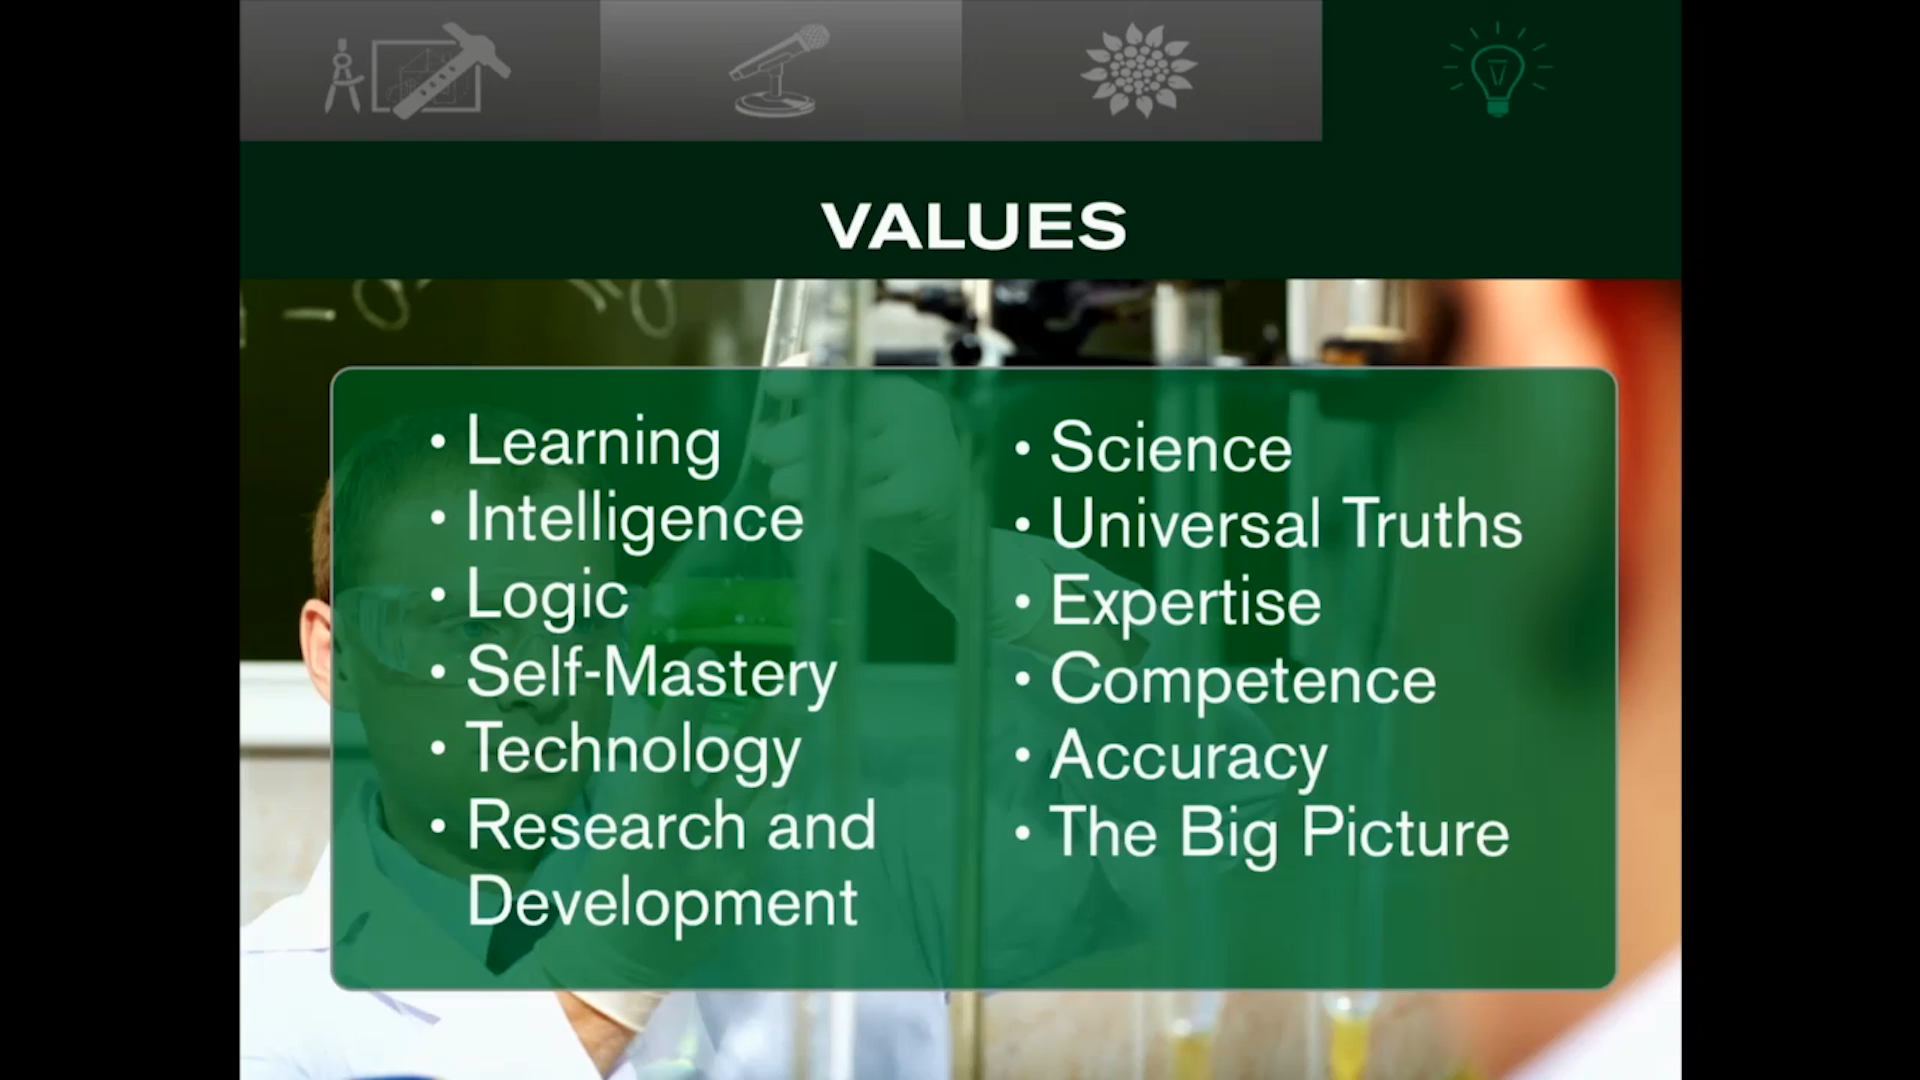 VALUES
• Learning
• Intelligence
• Logic
• Self-Mastery
• Technology
• Research and
Development
• Science
• Universal Truths
• Expertise
• Competence
• Accuracy
• The Big Picture